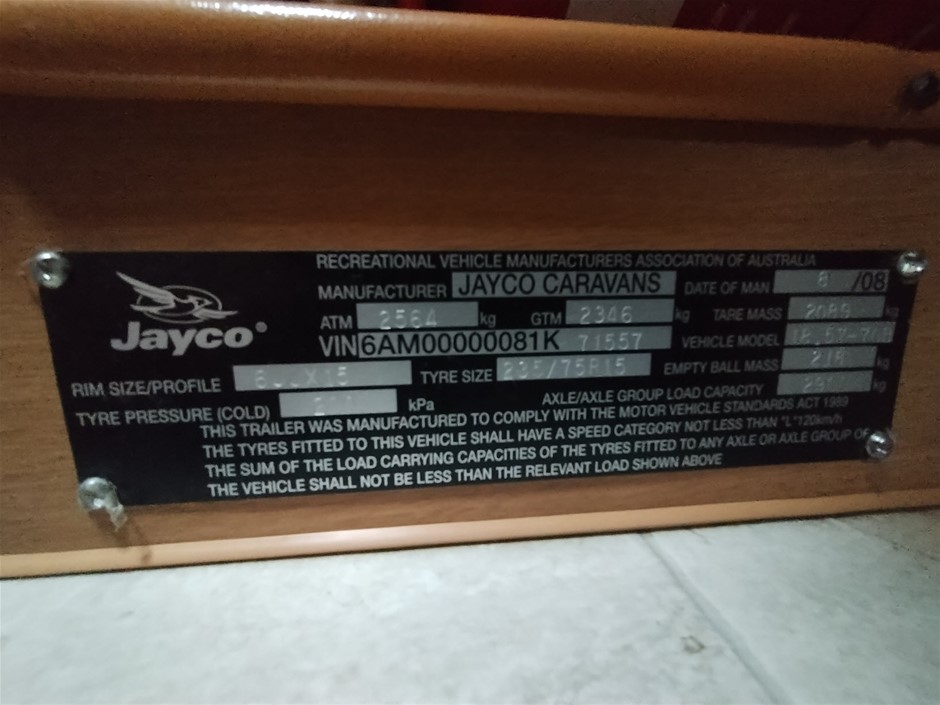 RECREATIONAL VEHICLE MANUFACTURERS ASSOCIATION OF AUSTRALIA
Jayco®
MANUFACTURER JAYCO CARAVANS DATE OF MAN /08
ATM 2564 kg GTM 2346 kg TARE MASS 2089 kg
VIN 6AM00000081K 71557 VEHICLE MODEL
RIM SIZE/PROFILE TYRE SIZE 235/75R15 EMPTY BALL MASS kg
TYRE PRESSURE (COLD) kPa AXLE/AXLE GROUP LOAD CAPACITY kg
THIS TRAILER WAS MANUFACTURED TO COMPLY WITH THE MOTOR VEHICLE STANDARDS ACT 1989
THE TYRES FITTED TO THIS VEHICLE SHALL HAVE A SPEED CATEGORY NOT LESS THAN "L" 120km/h
THE SUM OF THE LOAD CARRYING CAPACITIES OF THE TYRES FITTED TO ANY AXLE OR AXLE GROUP OF
THE VEHICLE SHALL NOT BE LESS THAN THE RELEVANT LOAD SHOWN ABOVE